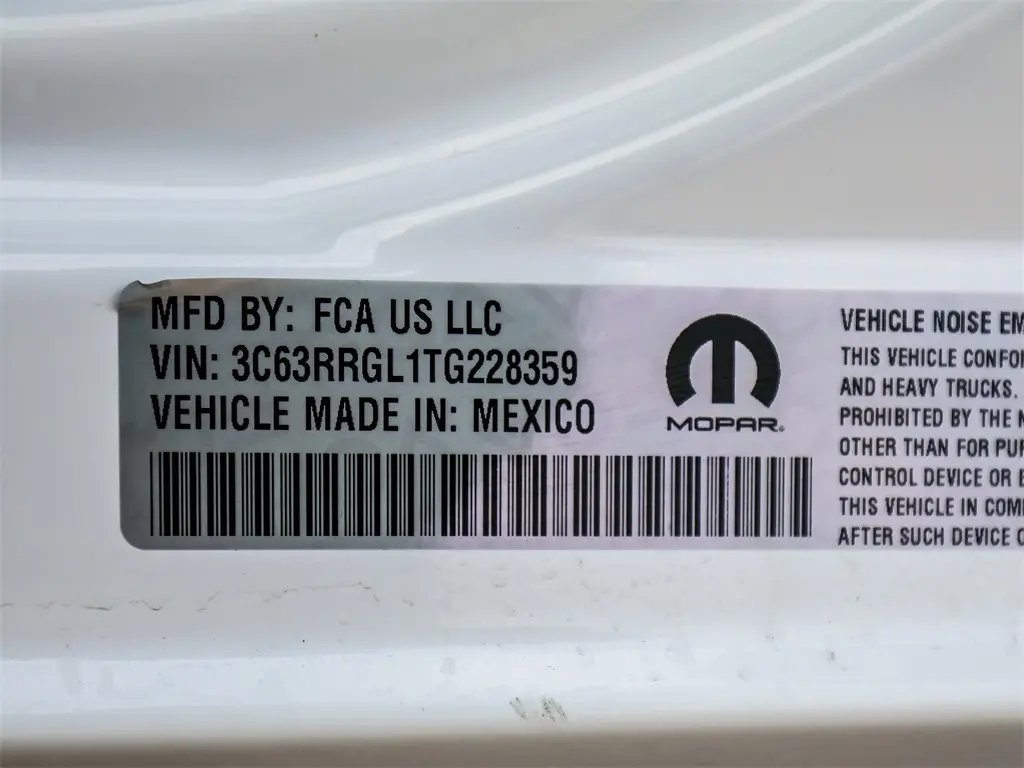 MFD BY: FCA US LLC
VIN: 3C63RRGL1TG228359
VEHICLE MADE IN: MEXICO
MOPAR®
VEHICLE NOISE EM
THIS VEHICLE CONFO
AND HEAVY TRUCKS.
PROHIBITED BY THE N
OTHER THAN FOR PUR
CONTROL DEVICE OR E
THIS VEHICLE IN COM
AFTER SUCH DEVICE O